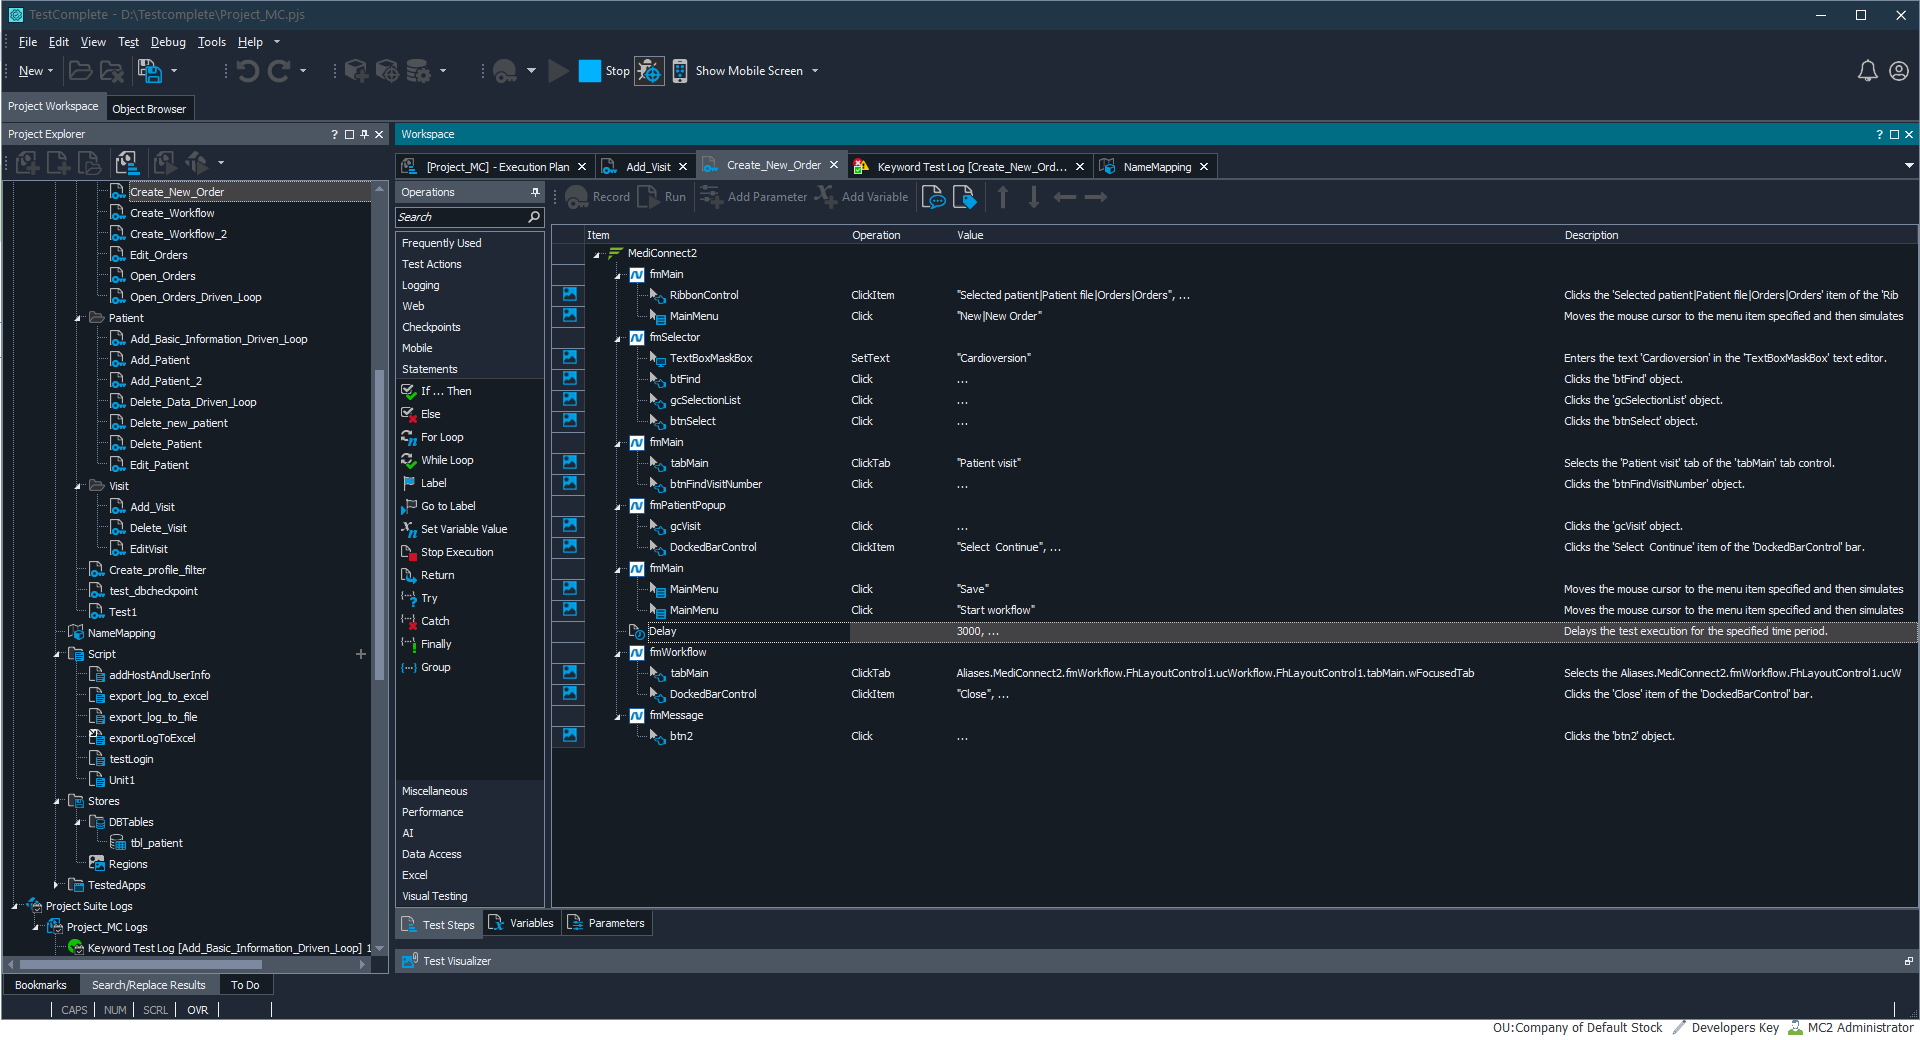 TestComplete - D:\Testcomplete\Project_MC.pjs
File Edit View Test Debug Tools Help
New Stop Show Mobile Screen
Project Workspace Object Browser
Project Explorer ?
Workspace ?
[Project_MC] - Execution Plan Add_Visit Create_New_Order Keyword Test Log [Create_New_Ord... NameMapping
Create_New_Order
Create_Workflow
Create_Workflow_2
Edit_Orders
Open_Orders
Open_Orders_Driven_Loop
Patient
Add_Basic_Information_Driven_Loop
Add_Patient
Add_Patient_2
Delete_Data_Driven_Loop
Delete_new_patient
Delete_Patient
Edit_Patient
Visit
Add_Visit
Delete_Visit
EditVisit
Create_profile_filter
test_dbcheckpoint
Test1
NameMapping
Script
addHostAndUserInfo
export_log_to_excel
export_log_to_file
exportLogToExcel
testLogin
Unit1
Stores
DBTables
tbl_patient
Regions
TestedApps
Project Suite Logs
Project_MC Logs
Keyword Test Log [Add_Basic_Information_Driven_Loop] 1
Bookmarks Search/Replace Results To Do
Operations
Search
Frequently Used
Test Actions
Logging
Web
Checkpoints
Mobile
Statements
If ... Then
Else
For Loop
While Loop
Label
Go to Label
Set Variable Value
Stop Execution
Return
Try
Catch
Finally
Group
Miscellaneous
Performance
AI
Data Access
Excel
Visual Testing
Record Run Add Parameter Add Variable
Item Operation Value Description
MediConnect2
fmMain
RibbonControl ClickItem "Selected patient|Patient file|Orders|Orders", ... Clicks the 'Selected patient|Patient file|Orders|Orders' item of the 'Rib
MainMenu Click "New|New Order" Moves the mouse cursor to the menu item specified and then simulates
fmSelector
TextBoxMaskBox SetText "Cardioversion" Enters the text 'Cardioversion' in the 'TextBoxMaskBox' text editor.
btFind Click ... Clicks the 'btFind' object.
gcSelectionList Click ... Clicks the 'gcSelectionList' object.
btnSelect Click ... Clicks the 'btnSelect' object.
fmMain
tabMain ClickTab "Patient visit" Selects the 'Patient visit' tab of the 'tabMain' tab control.
btnFindVisitNumber Click ... Clicks the 'btnFindVisitNumber' object.
fmPatientPopup
gcVisit Click ... Clicks the 'gcVisit' object.
DockedBarControl ClickItem "Select  Continue", ... Clicks the 'Select  Continue' item of the 'DockedBarControl' bar.
fmMain
MainMenu Click "Save" Moves the mouse cursor to the menu item specified and then simulates
MainMenu Click "Start workflow" Moves the mouse cursor to the menu item specified and then simulates
Delay 3000, ... Delays the test execution for the specified time period.
fmWorkflow
tabMain ClickTab Aliases.MediConnect2.fmWorkflow.FhLayoutControl1.ucWorkflow.FhLayoutControl1.tabMain.wFocusedTab Selects the Aliases.MediConnect2.fmWorkflow.FhLayoutControl1.ucW
DockedBarControl ClickItem "Close", ... Clicks the 'Close' item of the 'DockedBarControl' bar.
fmMessage
btn2 Click ... Clicks the 'btn2' object.
Test Steps Variables Parameters
Test Visualizer
CAPS NUM SCRL OVR
OU:Company of Default Stock Developers Key MC2 Administrator